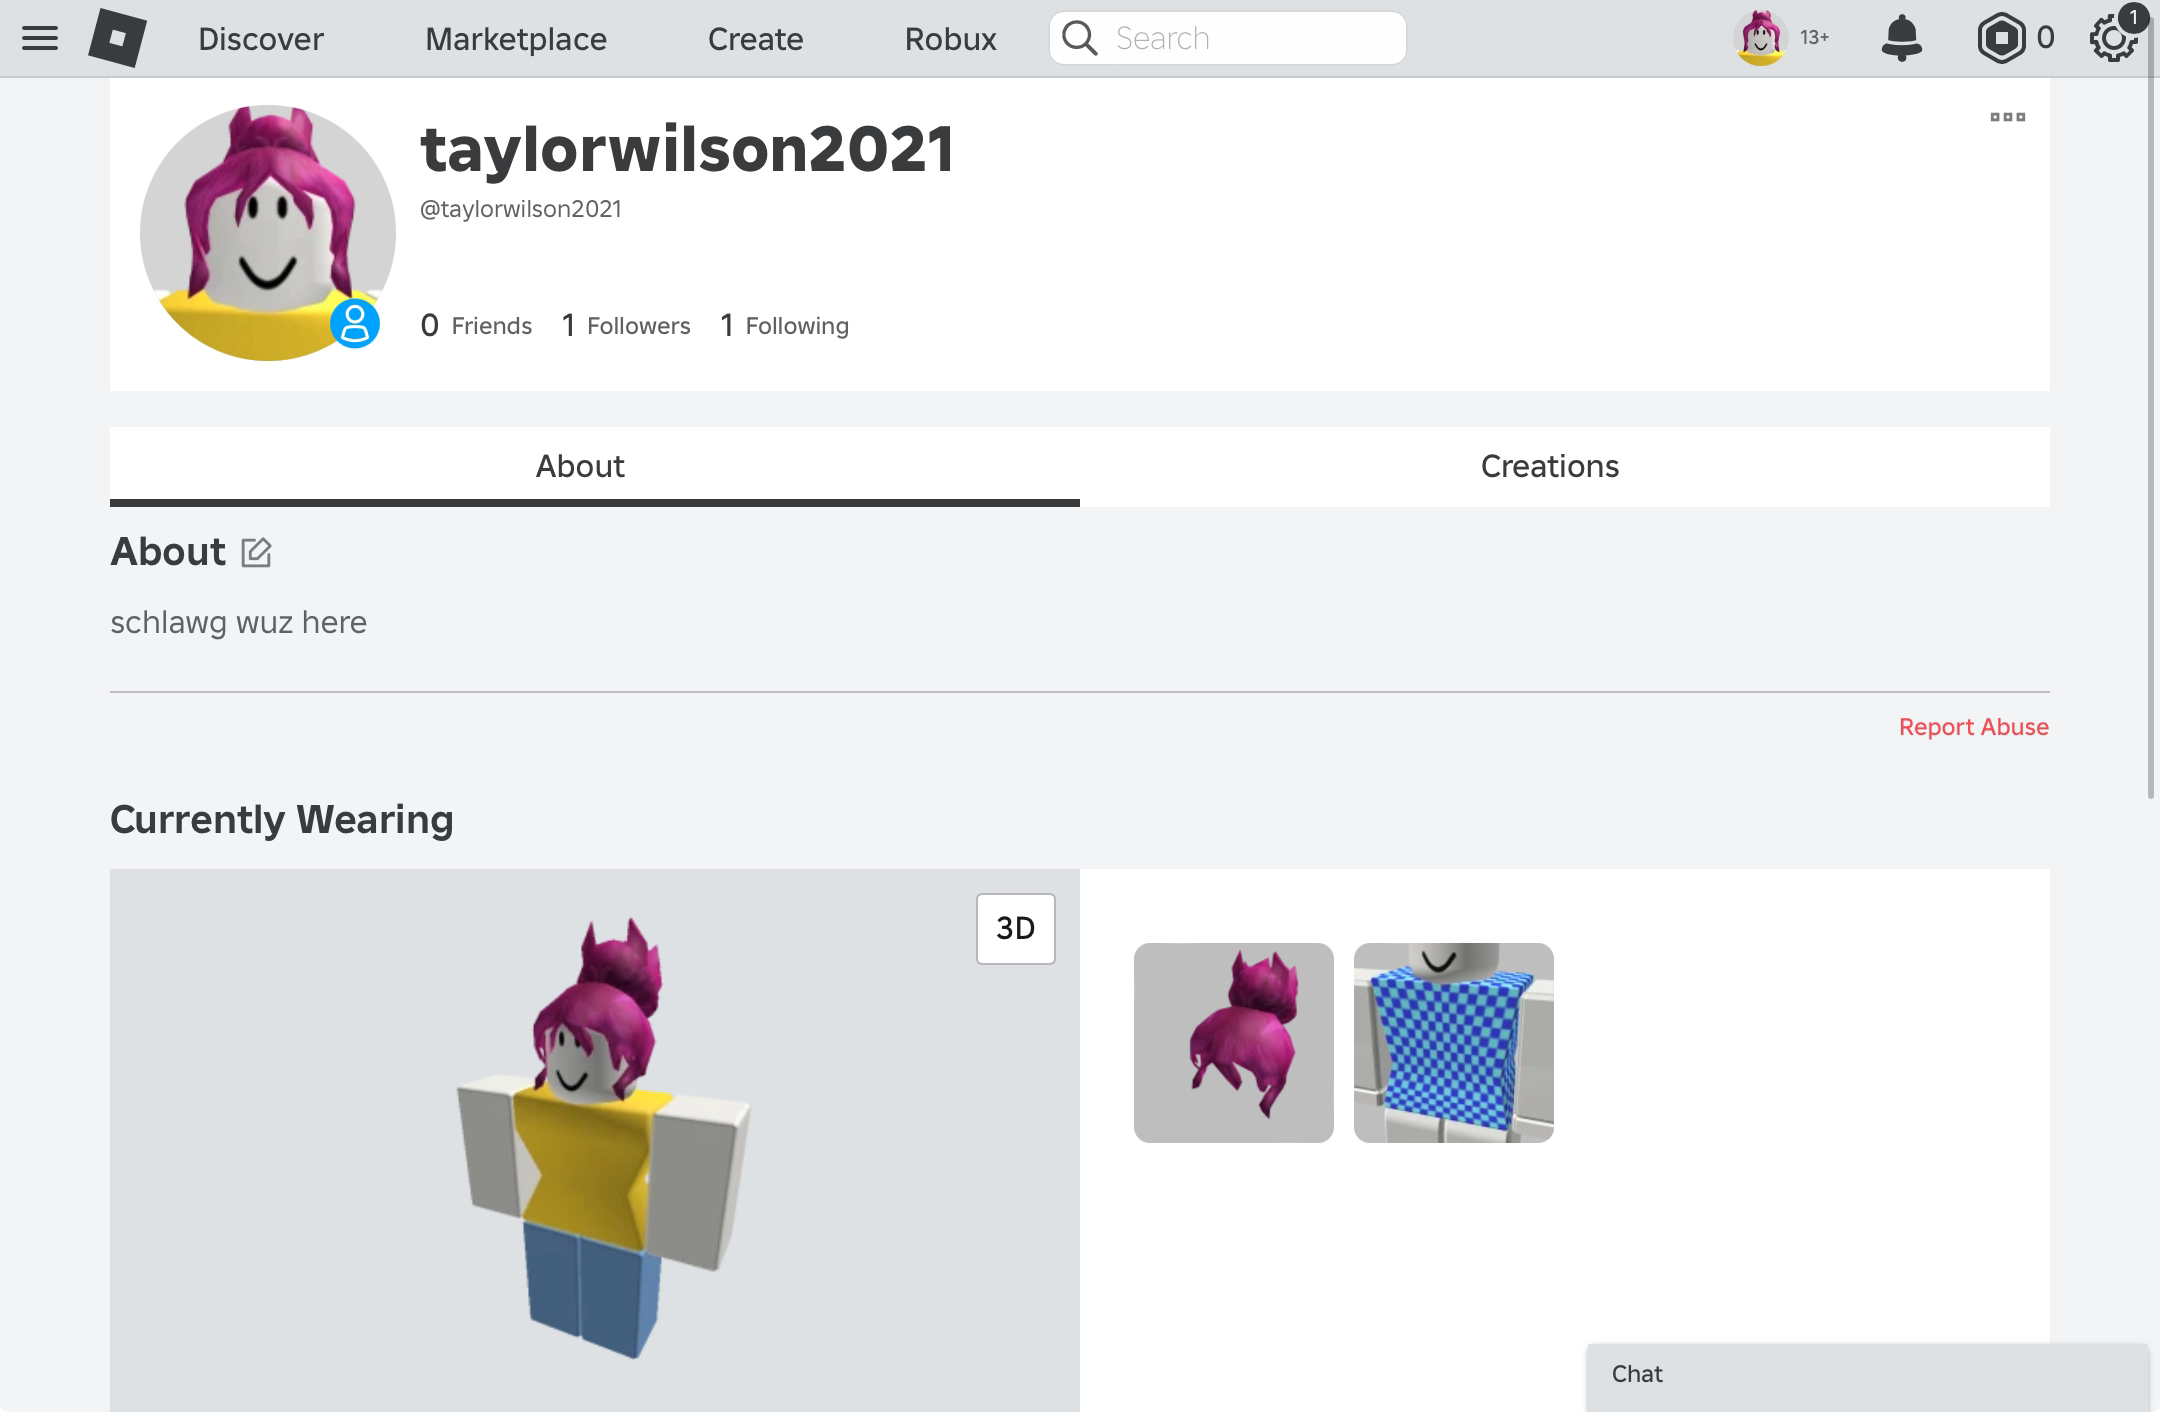 Discover Marketplace Create Robux Search 13+ 0 1
taylorwilson2021
@taylorwilson2021
0 Friends 1 Followers 1 Following
About Creations
About
schlawg wuz here
Report Abuse
Currently Wearing
3D
Chat